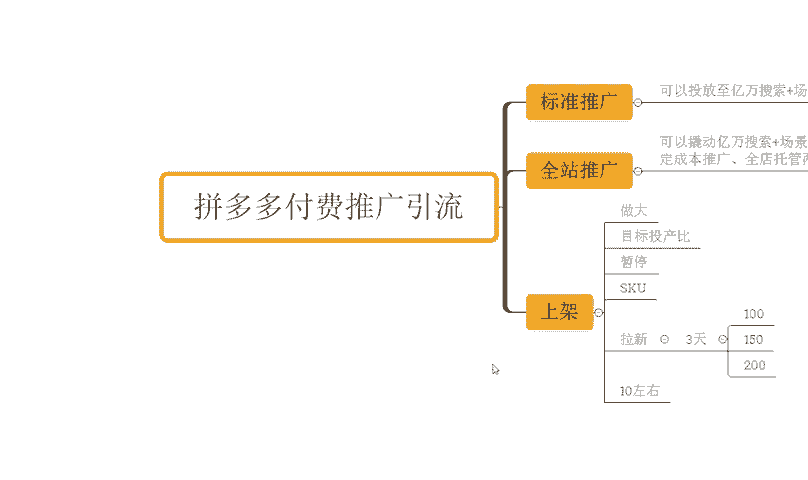 拼多多付费推广引流
标准推广
可以投放至亿万搜索+场
全站推广
可以撬动亿万搜索+场景
定成本推广、全店托管两
上架
做大
目标投产比
暂停
SKU
拉新
3天
100
150
200
10左右